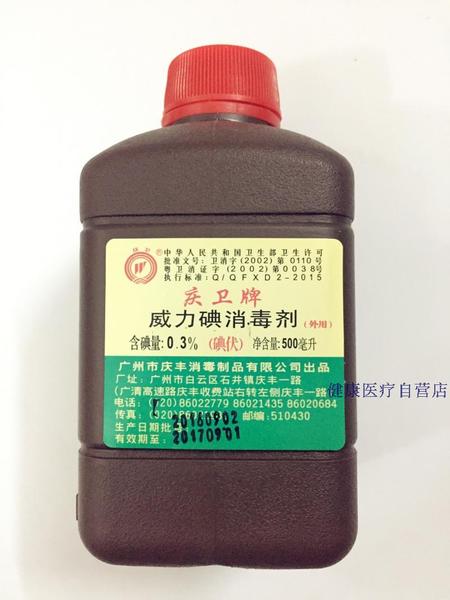 中华人民共和国卫生部卫生许可
批准文号:卫消字(2002)第0110号
粤卫消证字(2002)第0038号
执行标准:Q/QFXD2-2015
庆卫牌
威力碘消毒剂(外用)
含碘量:0.3% (碘伏) 净含量:500毫升
广州市庆丰消毒制品有限公司出品
厂址:广州市白云区石井镇庆丰一路
(广清高速路庆丰收费站右转左侧庆丰一路)
电话:(020)86022779 86021435 86020684
传真: 邮编:510430
生产日期批号: 20160902
有效期至: 20170901
健康医疗自营店